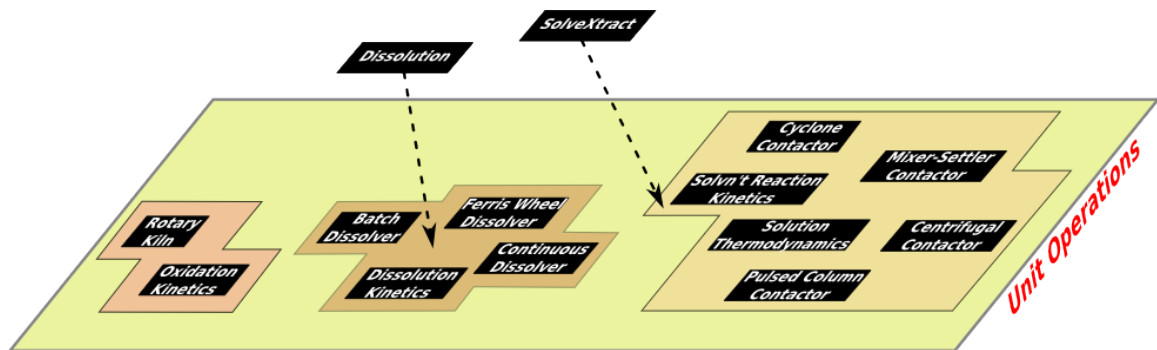 SolveXtract
Dissolution
Cyclone
Contactor
Mixer-Settler
Contactor
Solvn't Reaction
Kinetics
Ferris Wheel
Dissolver
Batch
Dissolver
Rotary
Kiln
Solution
Thermodynamics
Centrifugal
Contactor
Continuous
Dissolver
Oxidation
Kinetics
Dissolution
Kinetics
Pulsed Column
Contactor
Unit Operations